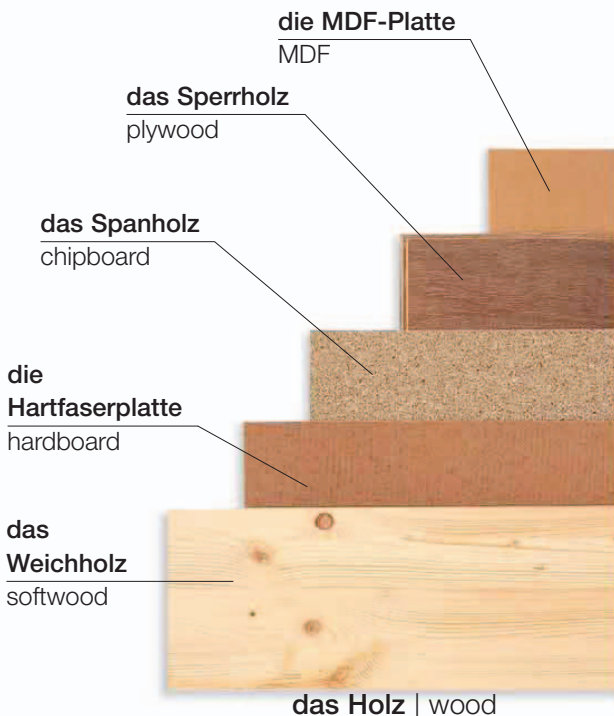 die MDF-Platte
MDF
das Sperrholz
plywood
das Spanholz
chipboard
die
Hartfaserplatte
hardboard
das
Weichholz
softwood
das Holz | wood